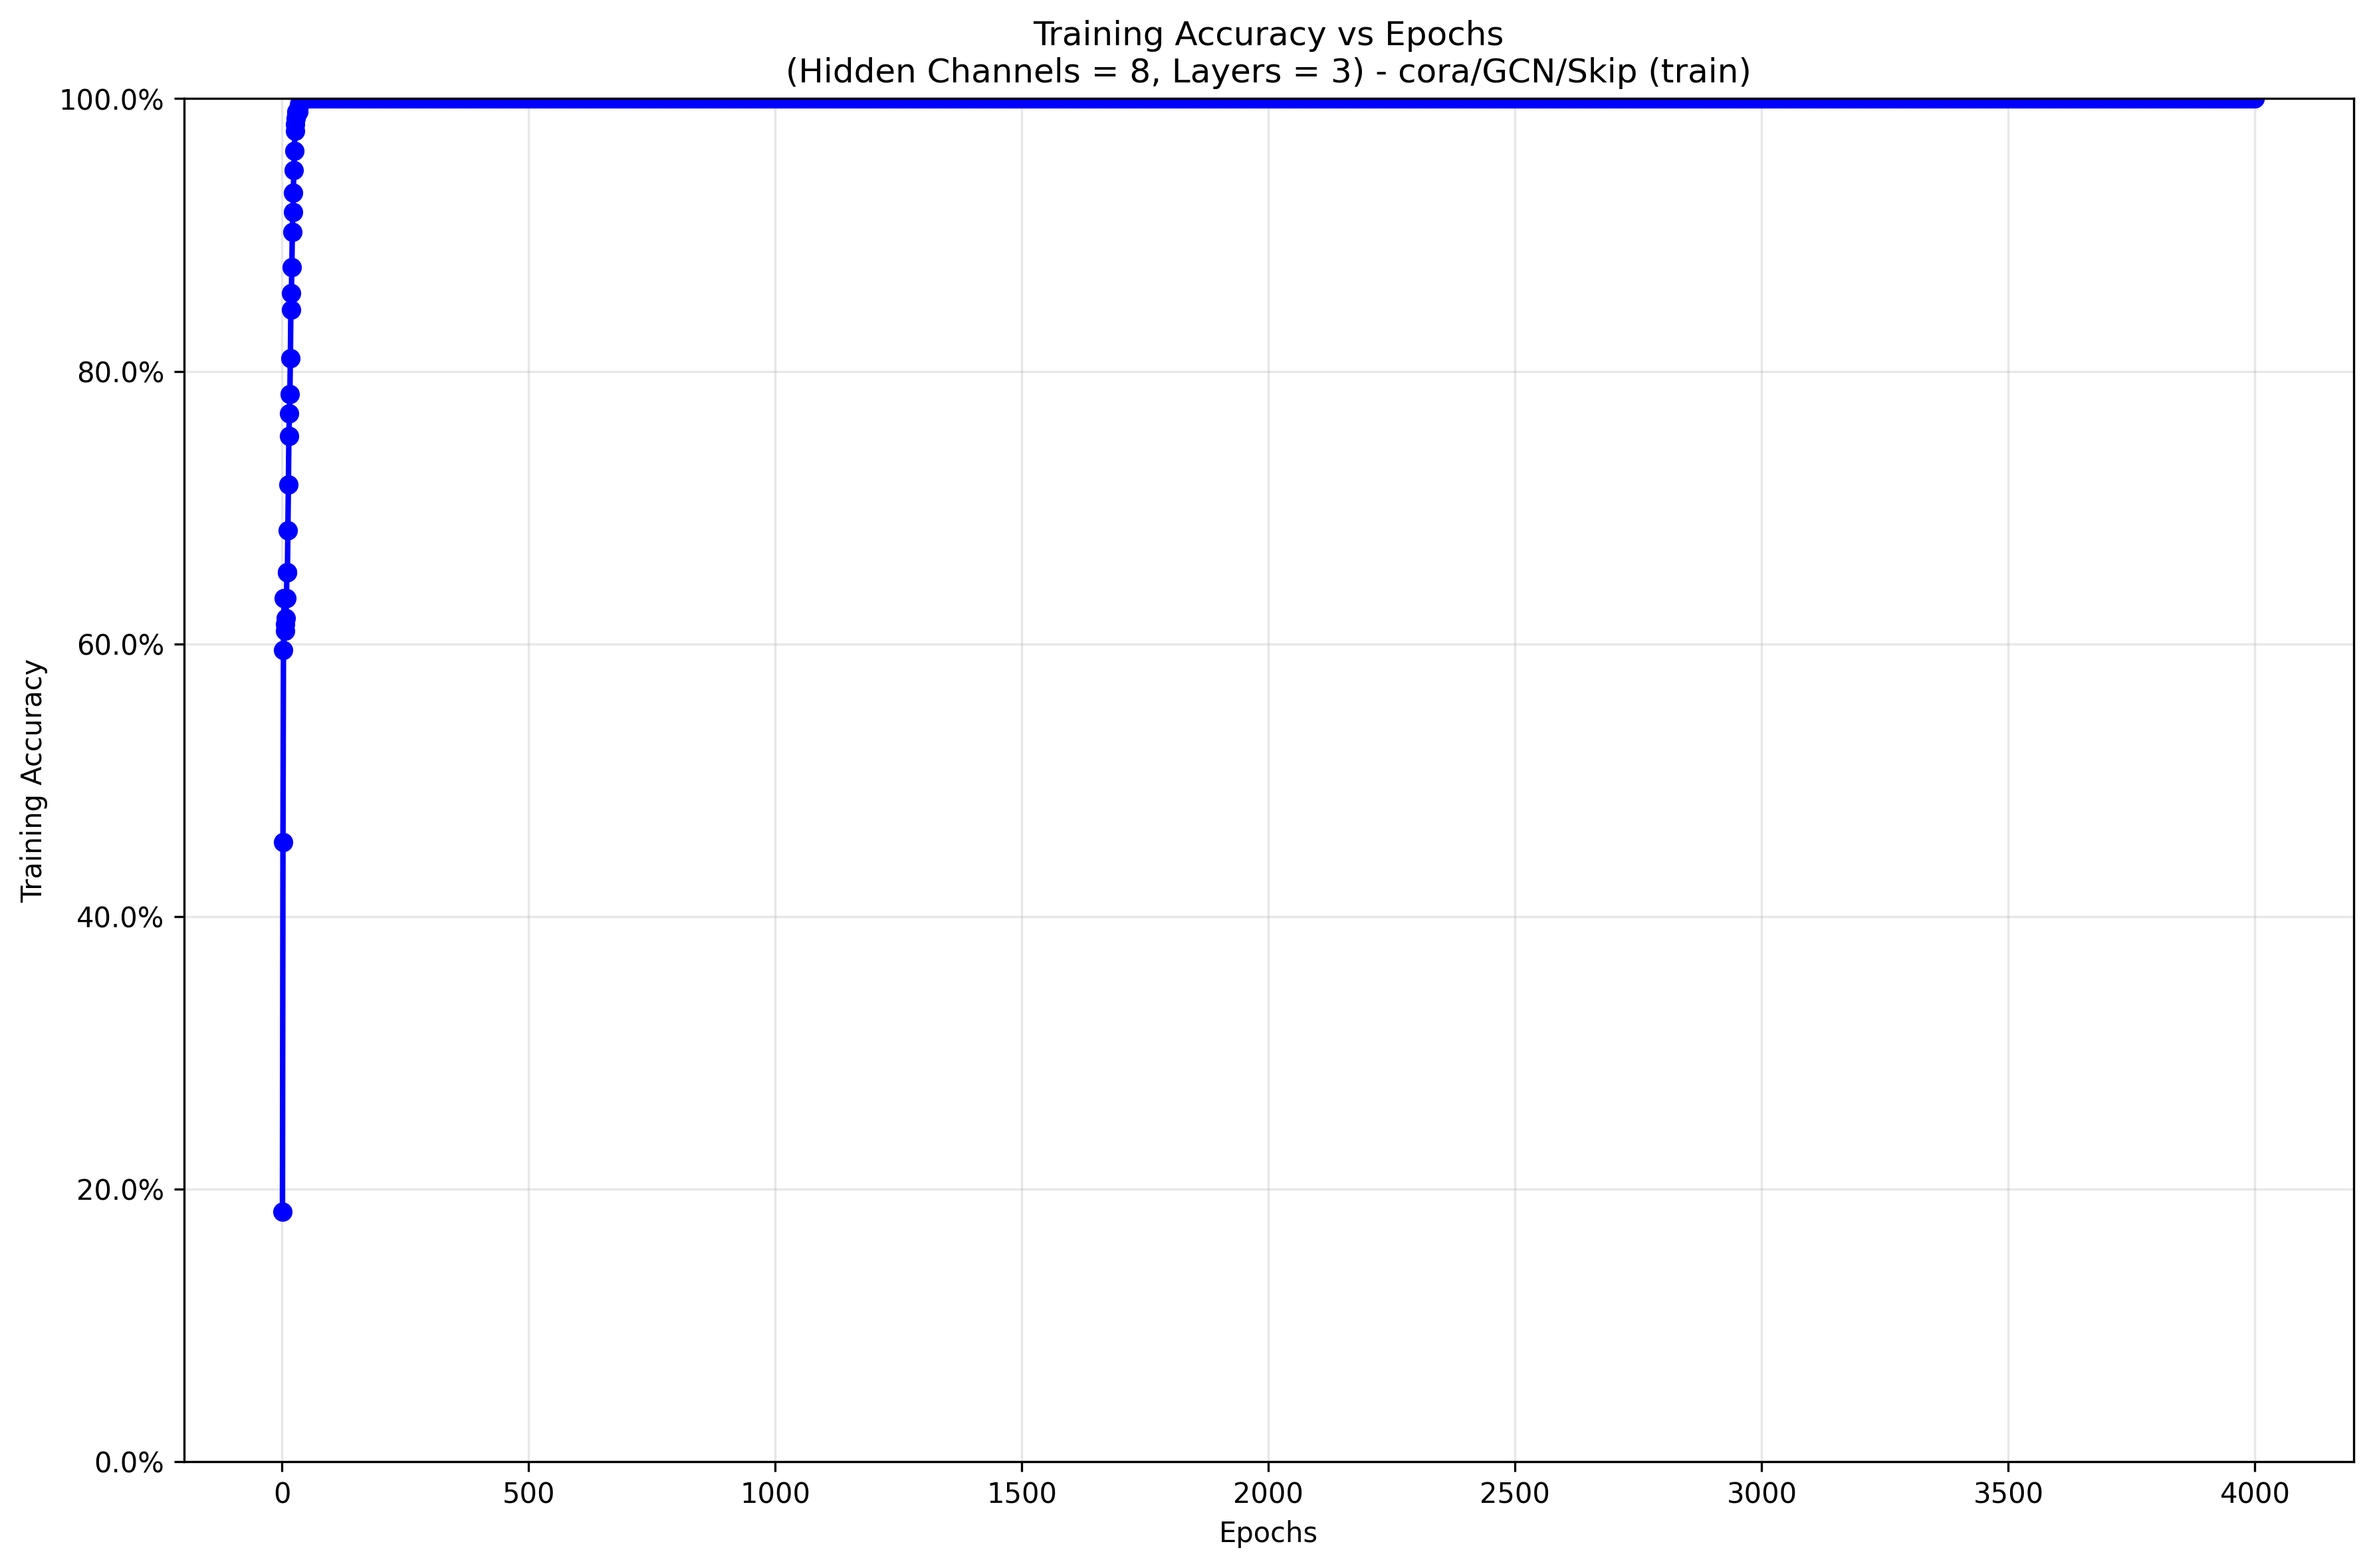 Training Accuracy vs Epochs
(Hidden Channels = 8, Layers = 3) - cora/GCN/Skip (train)
100.0%
80.0%
60.0%
40.0%
20.0%
0.0%
Training Accuracy
0 500 1000 1500 2000 2500 3000 3500 4000
Epochs